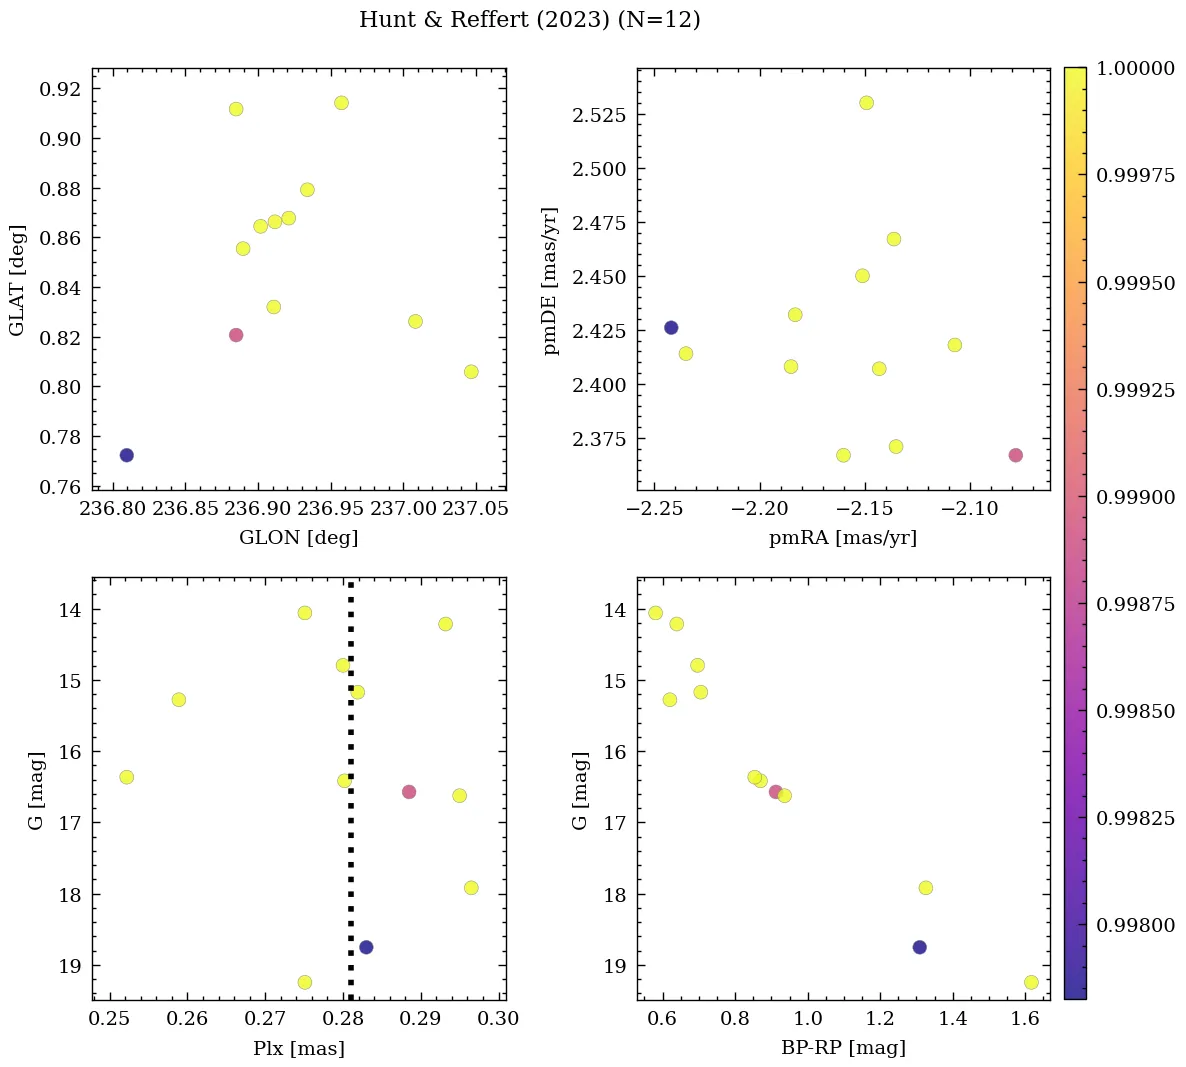 Hunt & Reffert (2023) (N=12)
0.92
0.90
0.88
0.86
0.84
0.82
0.80
0.78
0.76
GLAT [deg]
236.80 236.85 236.90 236.95 237.00 237.05
GLON [deg]
2.525
2.500
2.475
2.450
2.425
2.400
2.375
pmDE [mas/yr]
−2.25 −2.20 −2.15 −2.10
pmRA [mas/yr]
14
15
16
17
18
19
G [mag]
0.25 0.26 0.27 0.28 0.29 0.30
Plx [mas]
14
15
16
17
18
19
G [mag]
0.6 0.8 1.0 1.2 1.4 1.6
BP-RP [mag]
1.00000
0.99975
0.99950
0.99925
0.99900
0.99875
0.99850
0.99825
0.99800